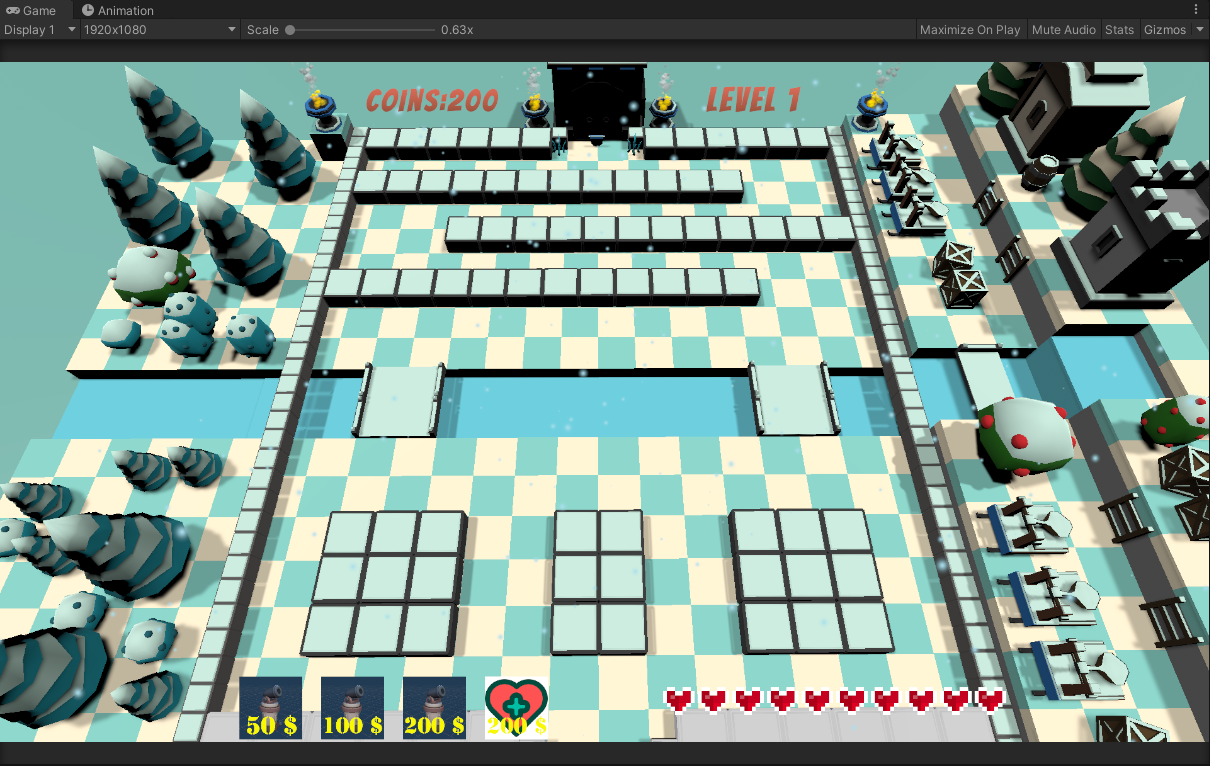 Game Animation
Display 1 1920x1080 Scale 0.63x Maximize On Play Mute Audio Stats Gizmos
COINS:200 LEVEL 1
50 $ 100 $ 200 $ 200 $